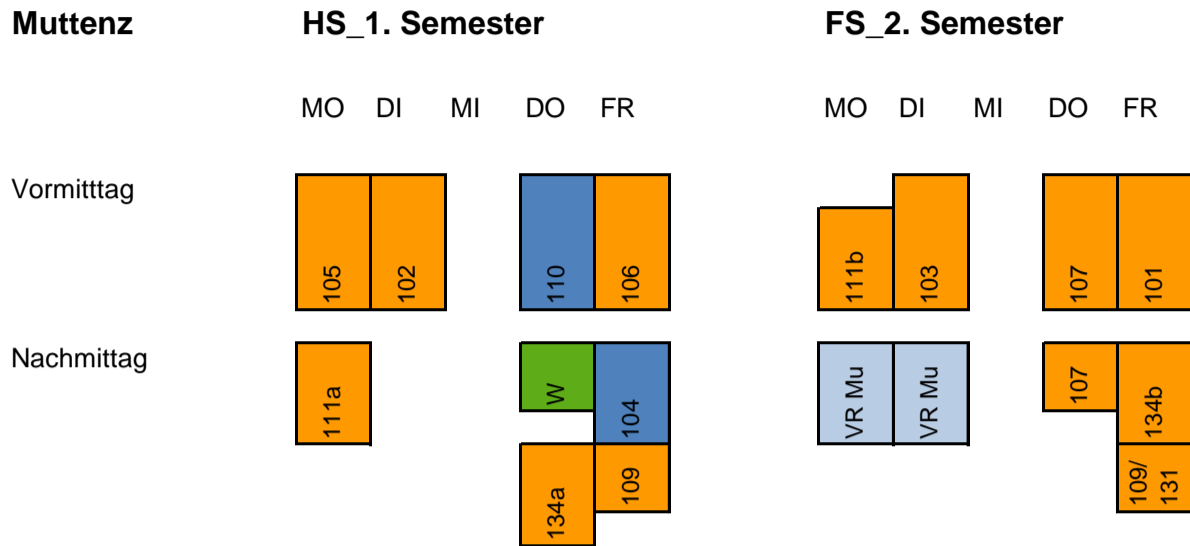 Muttenz HS_1. Semester FS_2. Semester
MO DI MI DO FR MO DI MI DO FR
Vormitttag
105 102 110 106 111b 103 107 101
Nachmittag
111a W 104 VR Mu VR Mu 107 134b
134a 109 109/
131